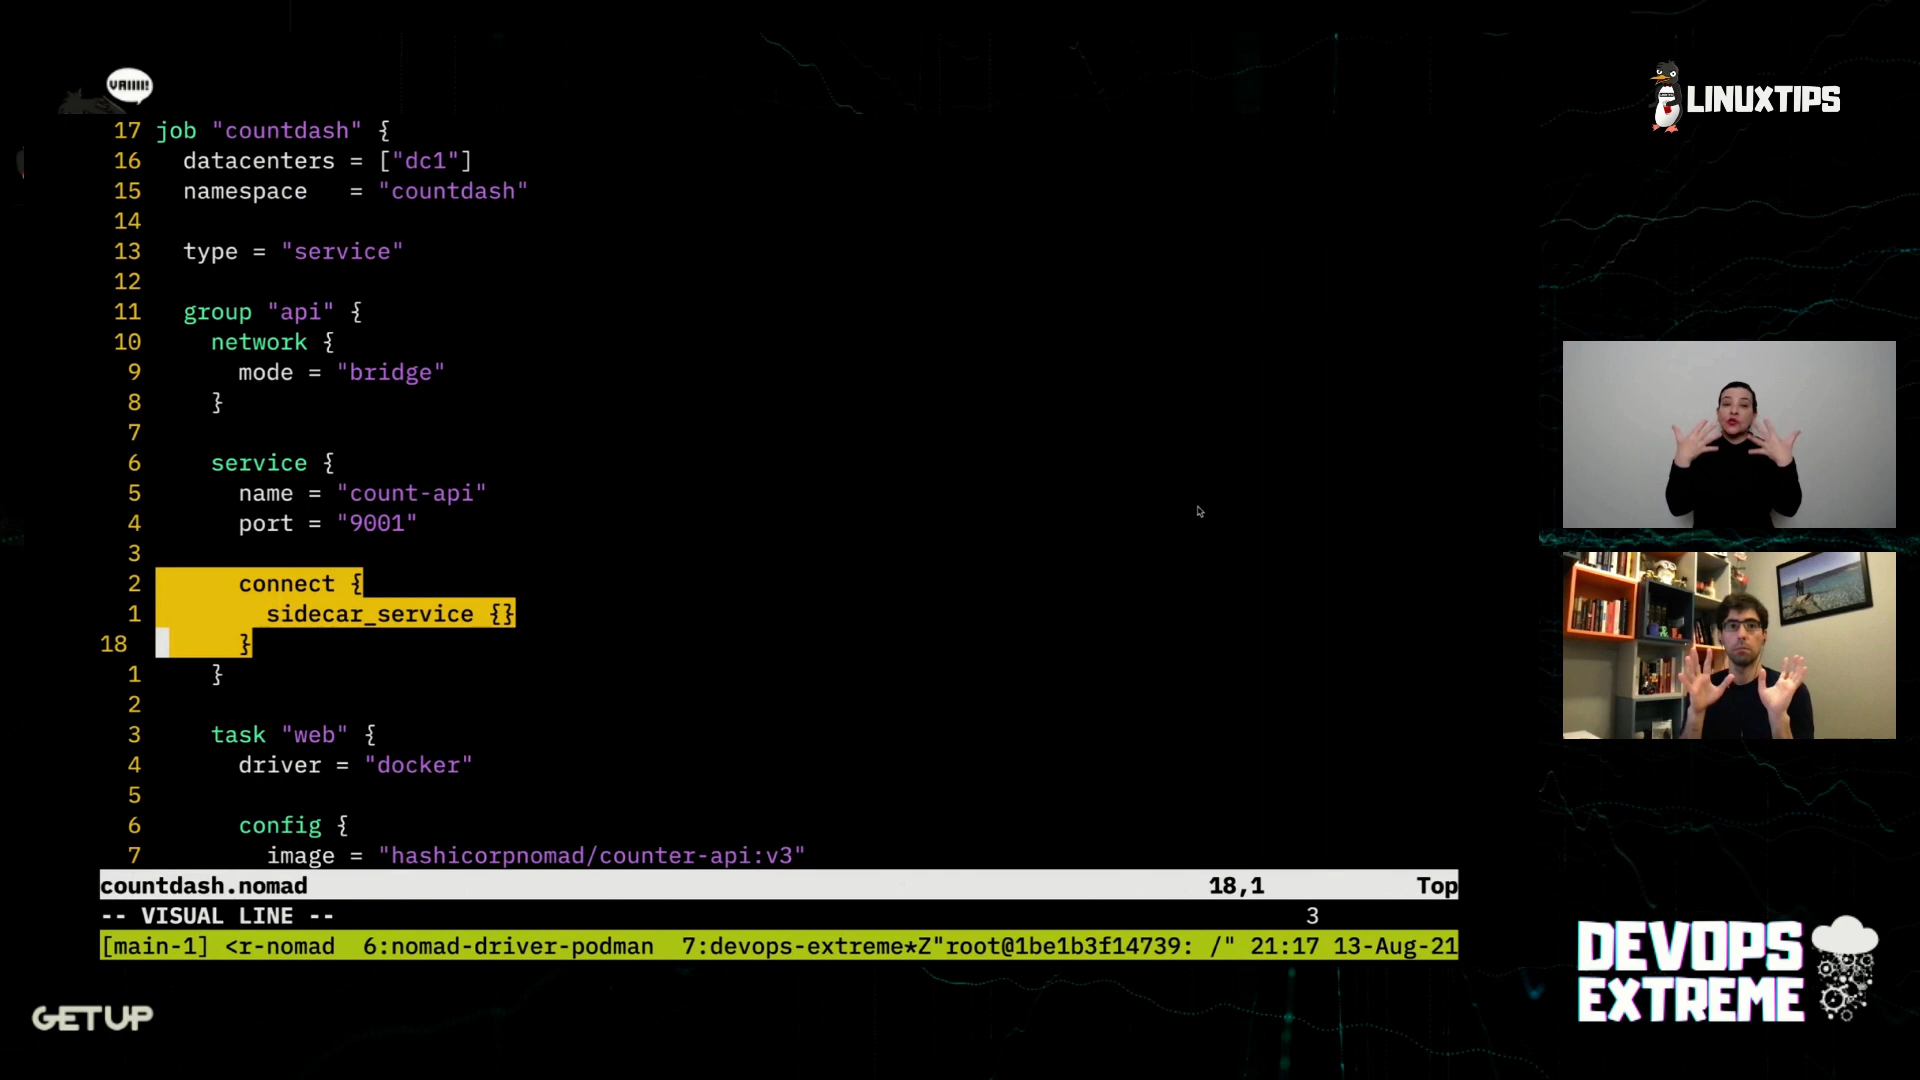 VAIIII!
LINUXTIPS
17 job "countdash" {
16 datacenters = ["dc1"]
15 namespace   = "countdash"
14
13 type = "service"
12
11 group "api" {
10 network {
9 mode = "bridge"
8 }
7
6 service {
5 name = "count-api"
4 port = "9001"
3
2 connect {
1 sidecar_service {}
18 }
1 }
2
3 task "web" {
4 driver = "docker"
5
6 config {
7 image = "hashicorpnomad/counter-api:v3"
countdash.nomad 18,1 Top
-- VISUAL LINE -- 3
[main-1] <r-nomad  6:nomad-driver-podman  7:devops-extreme*Z"root@1be1b3f14739: /" 21:17 13-Aug-21
DEVOPS
EXTREME
GETUP